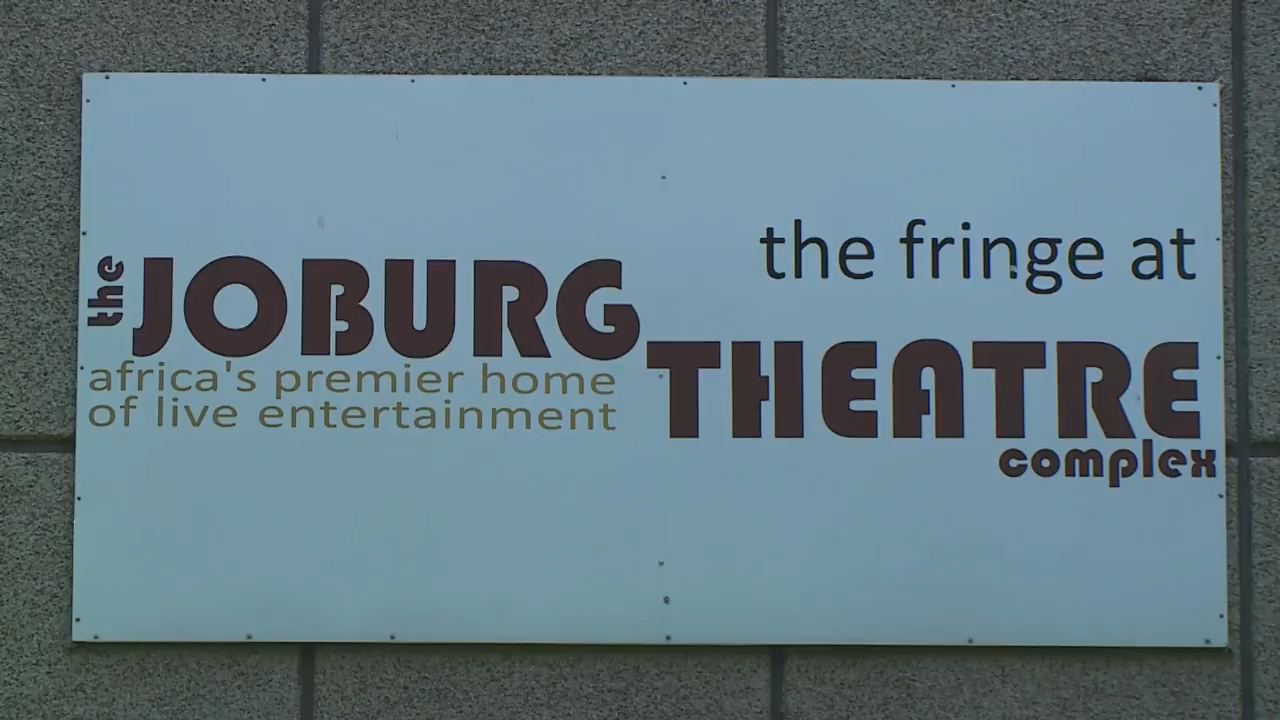 the fringe at
the JOBURG
THEATRE
africa's premier home
of live entertainment
complex